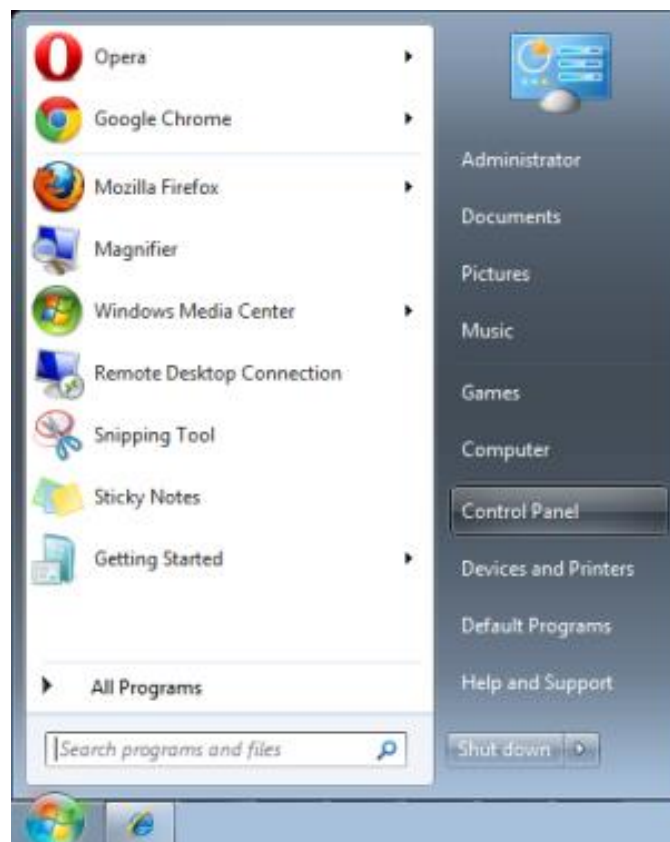 Opera
Google Chrome
Mozilla Firefox
Magnifier
Windows Media Center
Remote Desktop Connection
Snipping Tool
Sticky Notes
Getting Started
All Programs
Search programs and files
Administrator
Documents
Pictures
Music
Games
Computer
Control Panel
Devices and Printers
Default Programs
Help and Support
Shut down